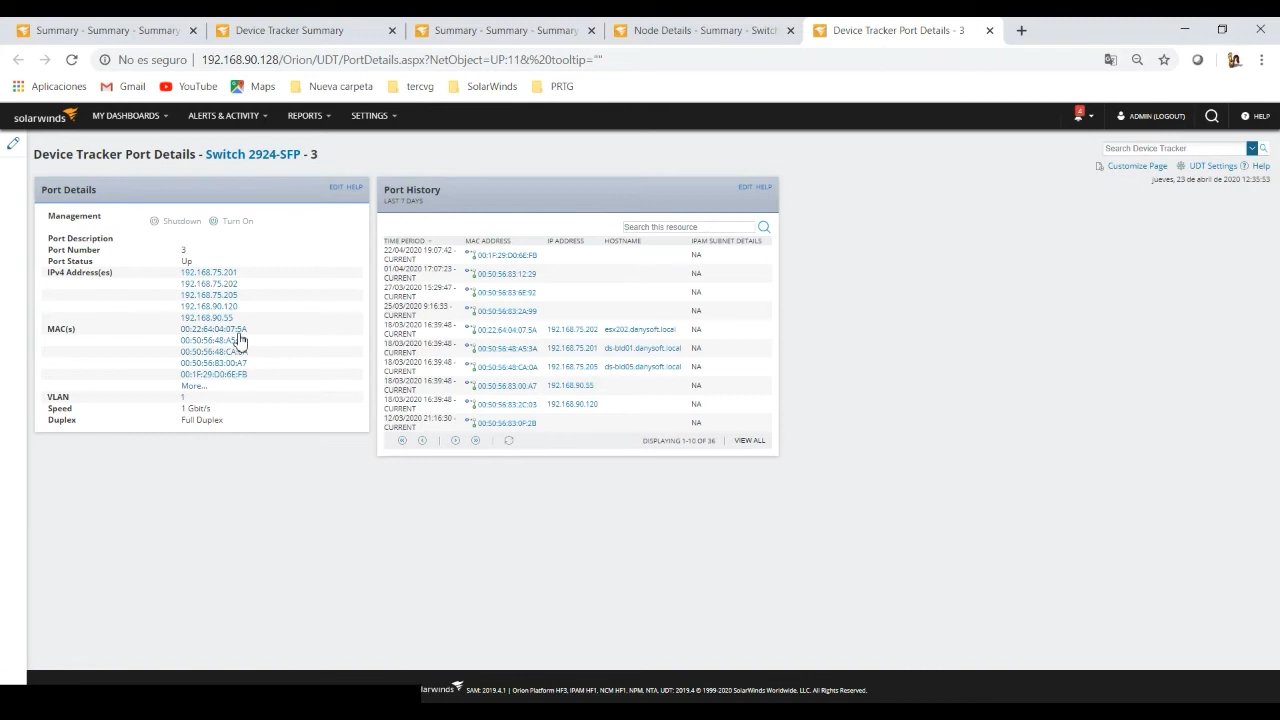 Summary - Summary - Summary
Device Tracker Summary
Summary - Summary - Summary
Node Details - Summary - Switch
Device Tracker Port Details - 3
No es seguro | 192.168.90.128/Orion/UDT/PortDetails.aspx?NetObject=UP:11&%20tooltip=""
Aplicaciones Gmail YouTube Maps Nueva carpeta tercvg SolarWinds PRTG
solarwinds MY DASHBOARDS ALERTS & ACTIVITY REPORTS SETTINGS 4 ADMIN (LOGOUT) HELP
Device Tracker Port Details - Switch 2924-SFP - 3
Search Device Tracker
Customize Page UDT Settings Help
jueves, 23 de abril de 2020 12:35:53
Port Details EDIT HELP
Management Shutdown Turn On
Port Description
Port Number 3
Port Status Up
IPv4 Address(es) 192.168.75.201
192.168.75.202
192.168.75.205
192.168.90.120
192.168.90.55
MAC(s) 00:22:64:04:07:5A
00:50:56:48:A5
00:50:56:48:CA:
00:50:56:83:00:A7
00:1F:29:D0:6E:FB
More...
VLAN 1
Speed 1 Gbit/s
Duplex Full Duplex
Port History EDIT HELP
LAST 7 DAYS
Search this resource
TIME PERIOD MAC ADDRESS IP ADDRESS HOSTNAME IPAM SUBNET DETAILS
22/04/2020 19:07:42 - CURRENT 00:1F:29:D0:6E:FB NA
01/04/2020 17:07:23 - CURRENT 00:50:56:83:12:29 NA
27/03/2020 15:29:47 - CURRENT 00:50:56:83:6E:92 NA
25/03/2020 9:16:33 - CURRENT 00:50:56:83:2A:99 NA
18/03/2020 16:39:48 - CURRENT 00:22:64:04:07:5A 192.168.75.202 esx202.danysoft.local NA
18/03/2020 16:39:48 - CURRENT 00:50:56:48:A5:3A 192.168.75.201 ds-bld01.danysoft.local NA
18/03/2020 16:39:48 - CURRENT 00:50:56:48:CA:0A 192.168.75.205 ds-bld05.danysoft.local NA
18/03/2020 16:39:48 - CURRENT 00:50:56:83:00:A7 192.168.90.55 NA
18/03/2020 16:39:48 - CURRENT 00:50:56:83:2C:03 192.168.90.120 NA
12/03/2020 21:16:30 - CURRENT 00:50:56:83:0F:2B NA
DISPLAYING 1-10 OF 36 | VIEW ALL
larwinds SAM: 2019.4.1 | Orion Platform HF3, IPAM HF1, NCM HF1, NPM, NTA, UDT: 2019.4 © 1999-2020 SolarWinds Worldwide, LLC. All Rights Reserved.